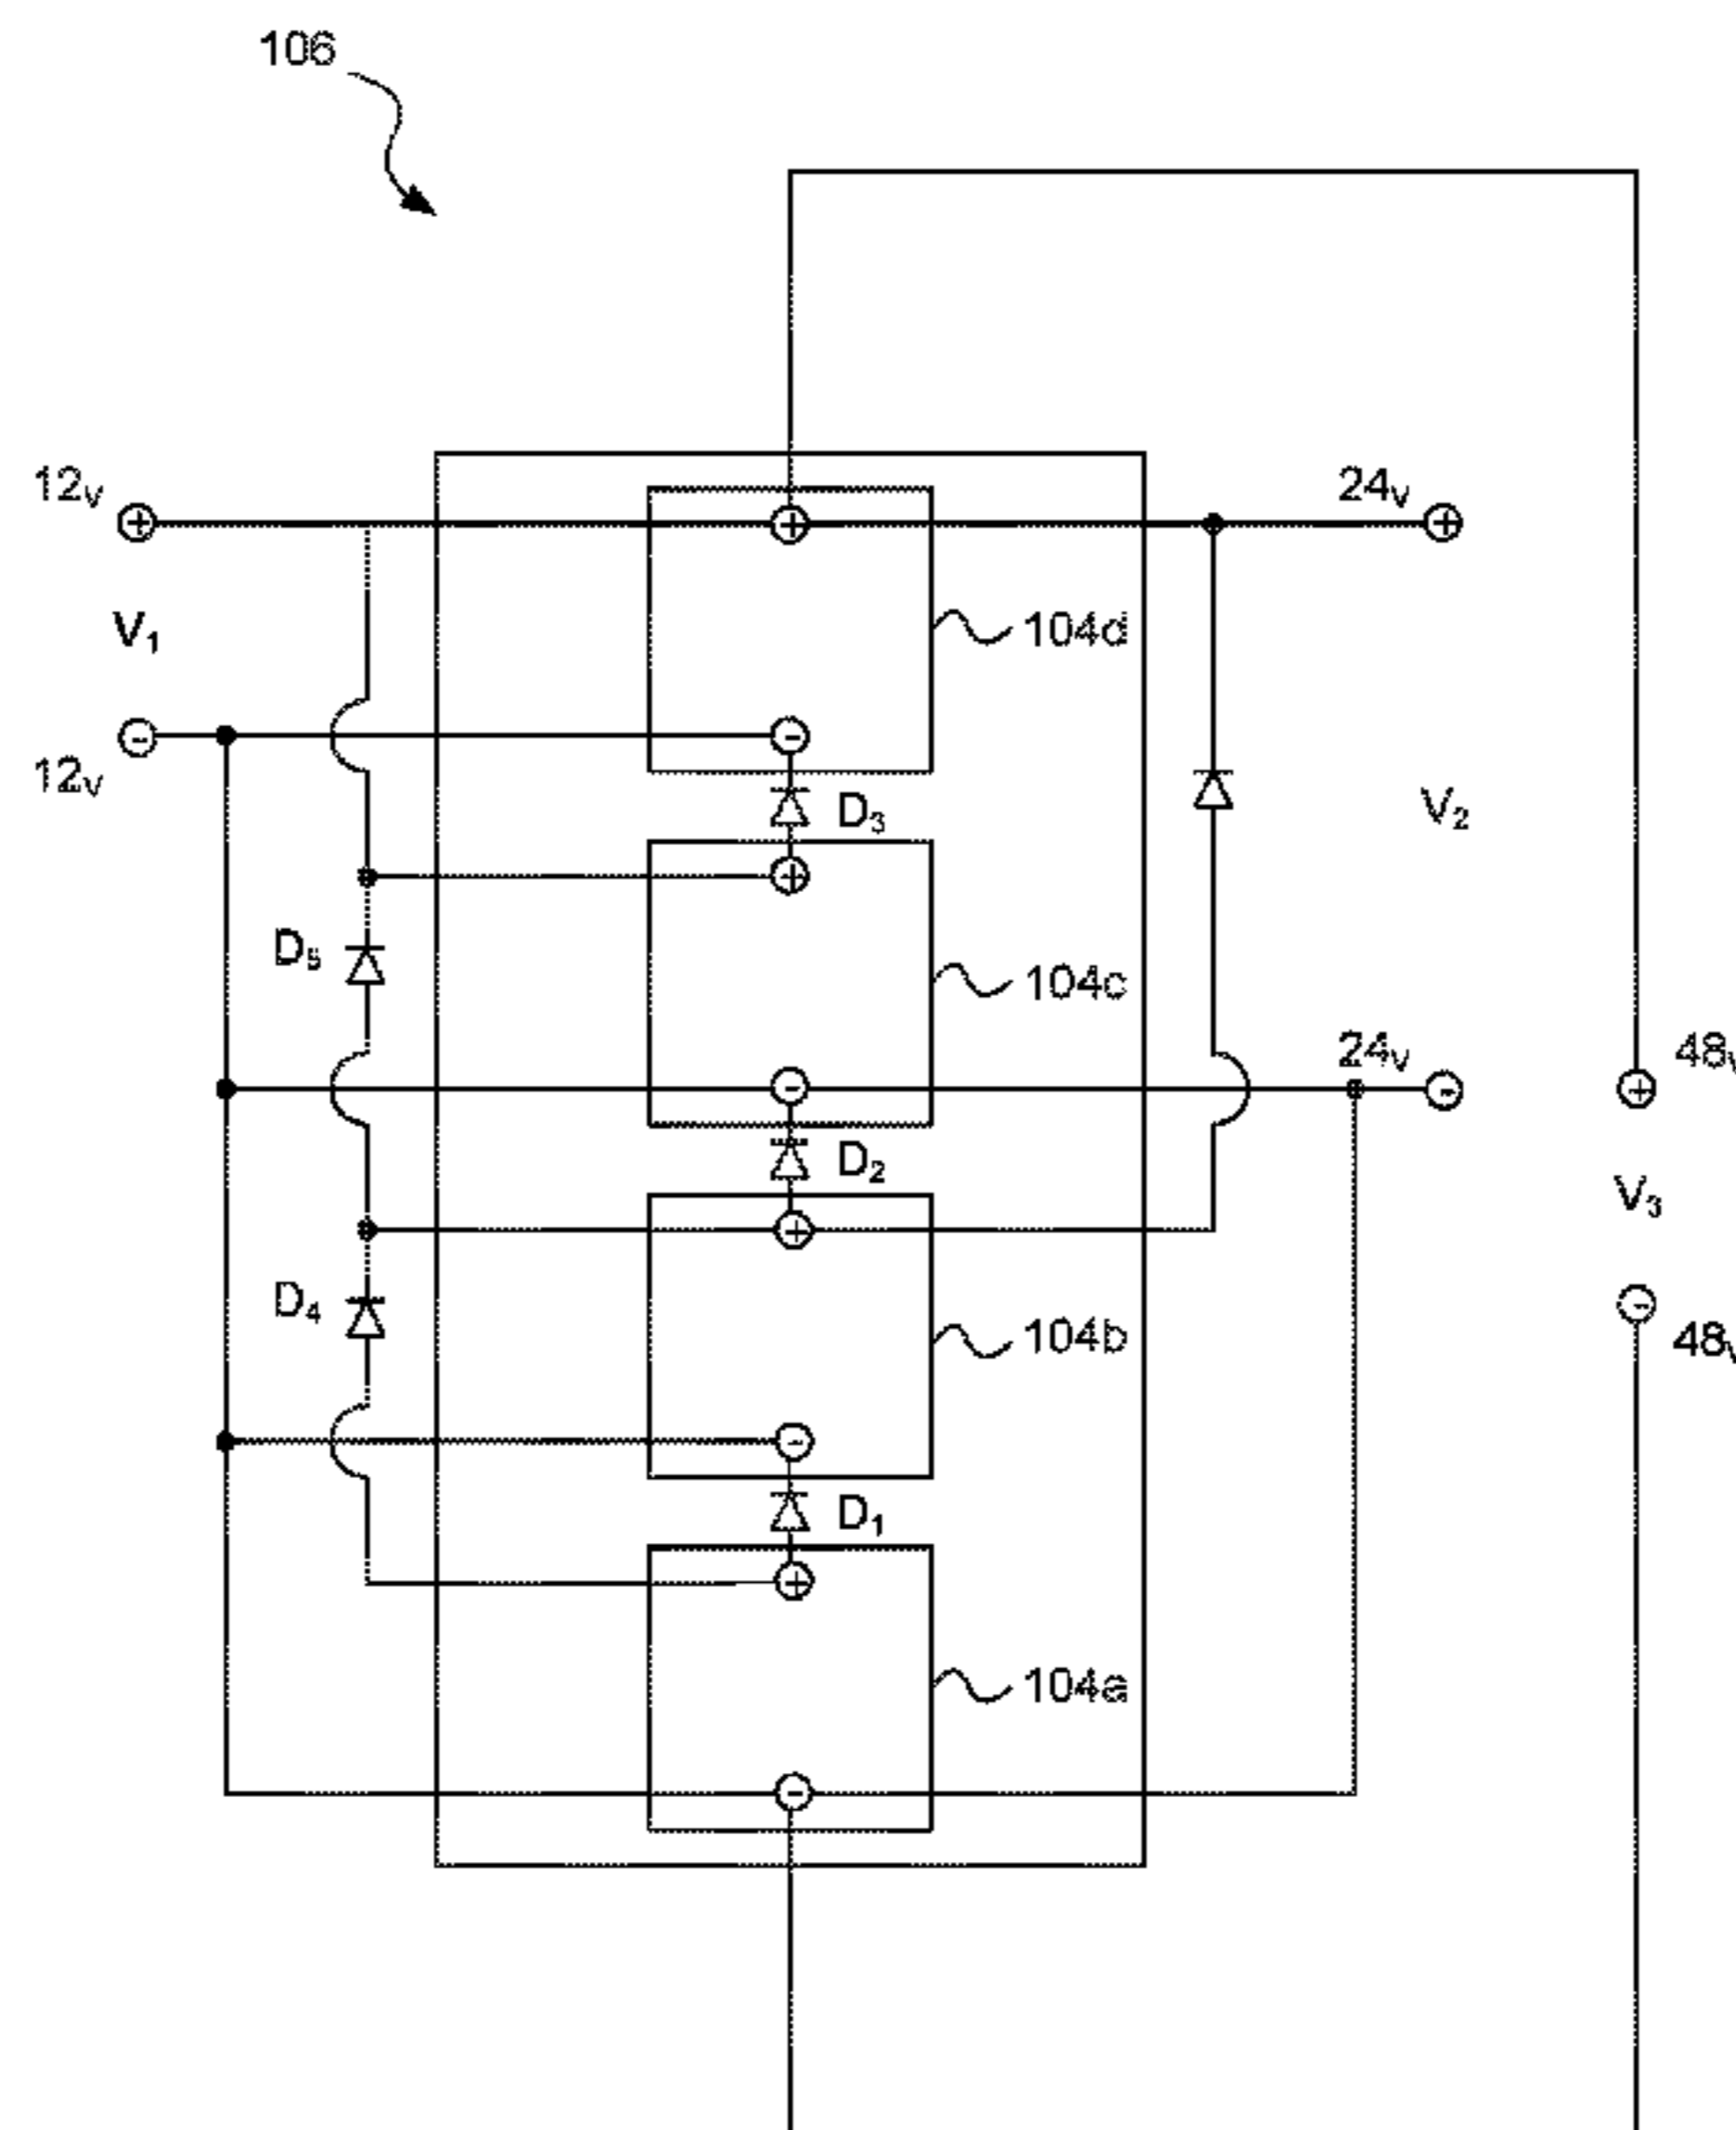 106
12V
24V
+
+
+
V1
104d
-
-
12V
D3
V2
+
D5
104c
24V
48V
-
-
+
D2
V3
+
-
D4
104b
48V
-
D1
+
104a
-